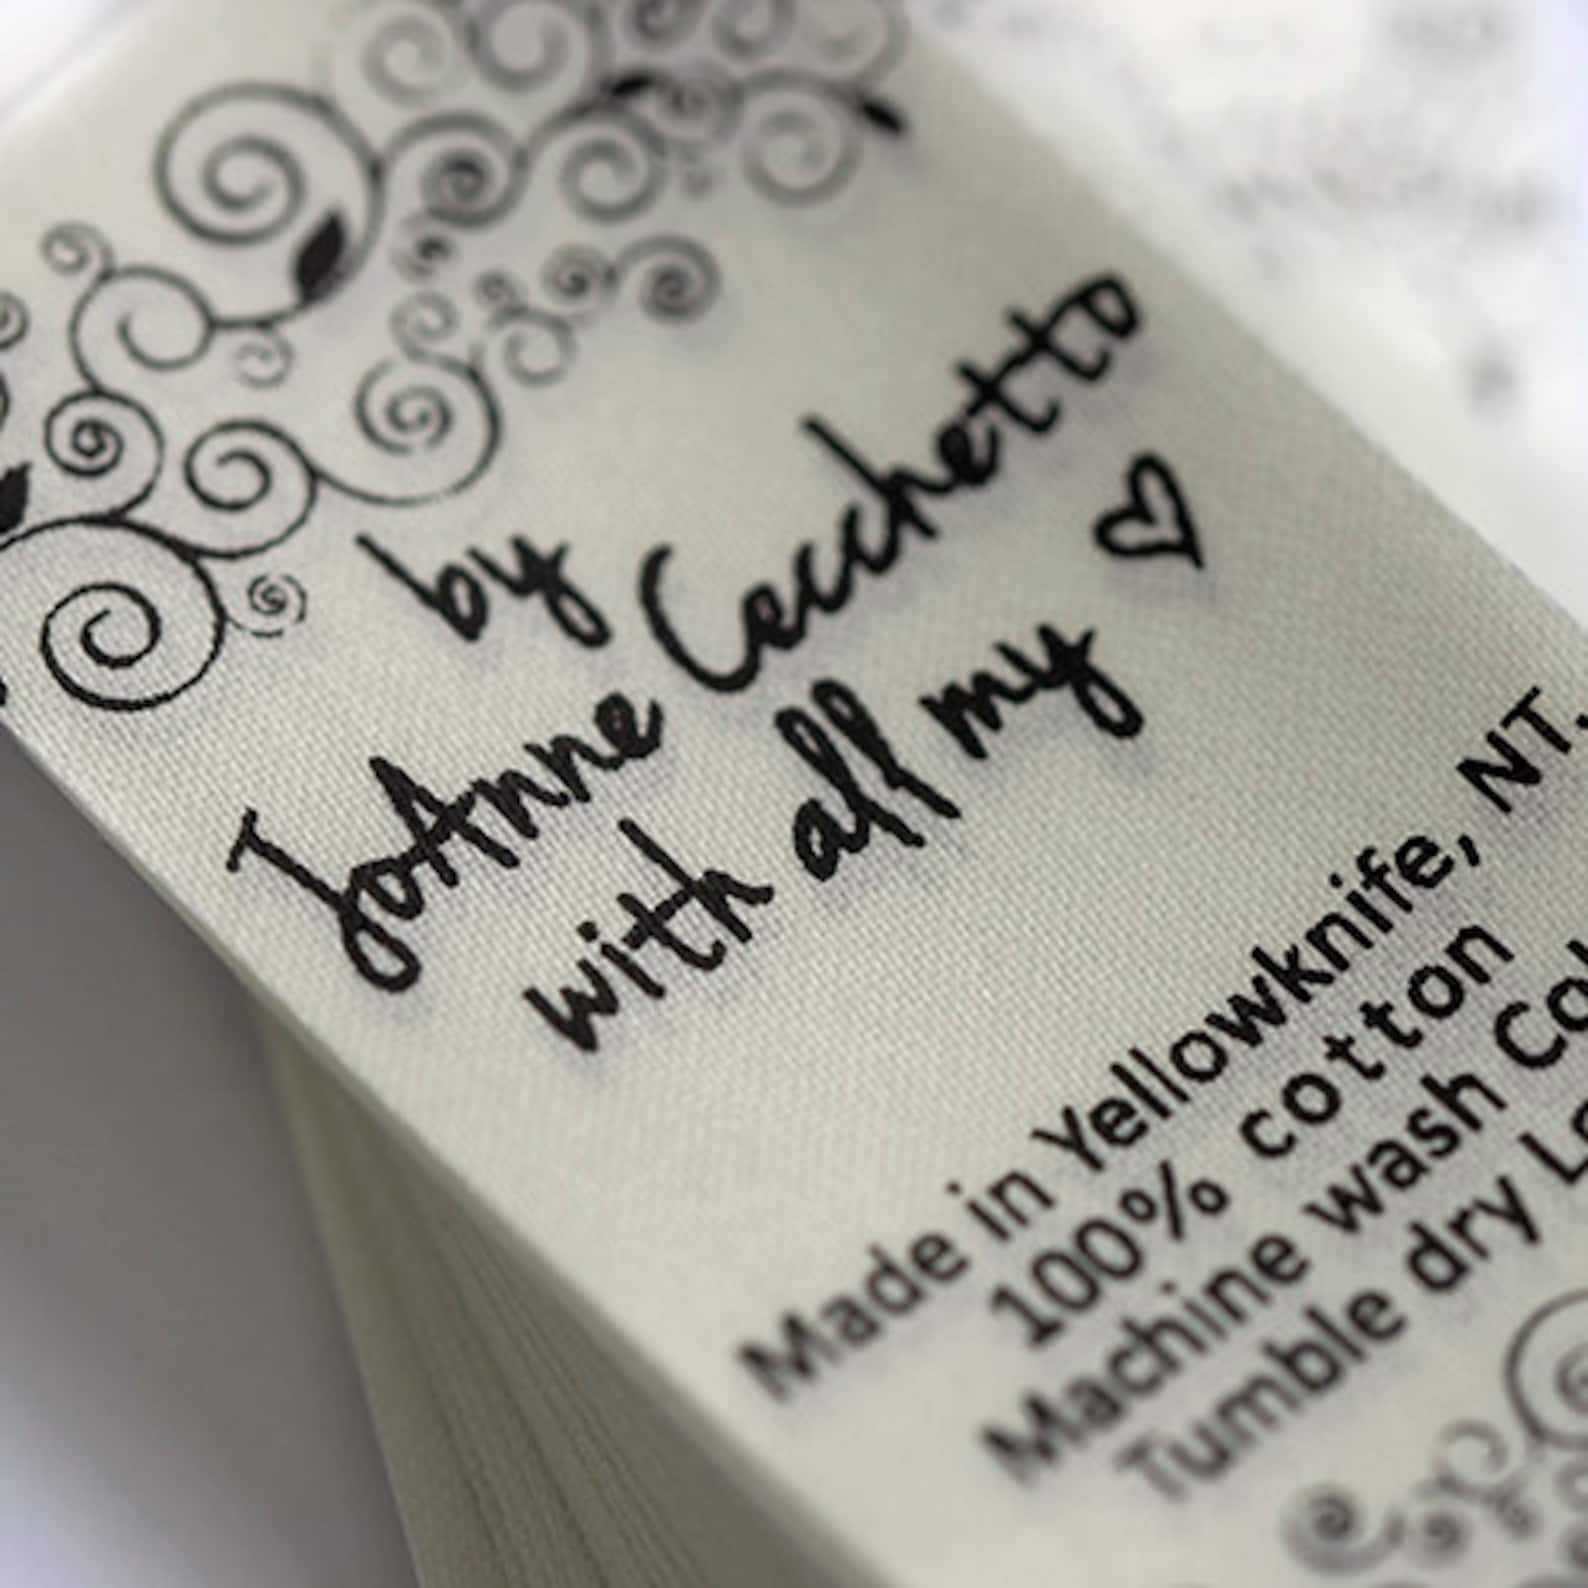 by
JoAnne Cecchetto
with all my
Made in Yellowknife, NT.
100% cotton
Machine wash
Tumble dry